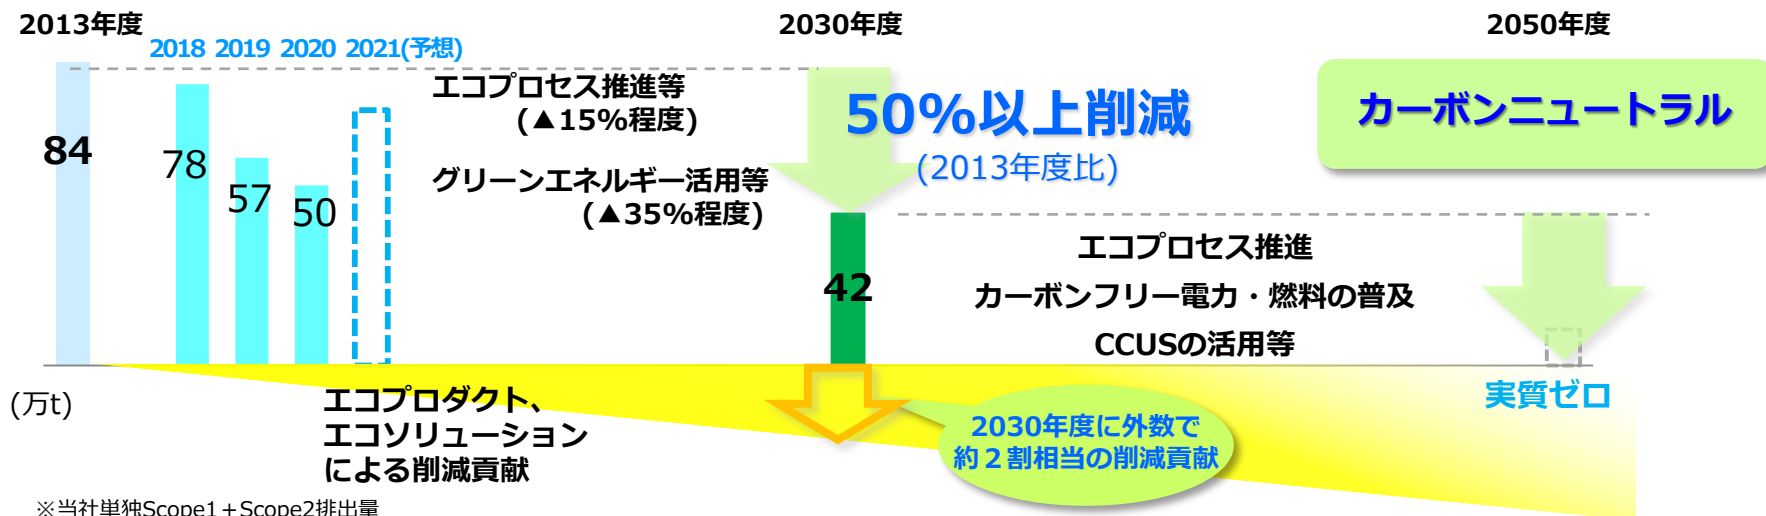 2013年度
2018 2019 2020 2021(予想)
2030年度
2050年度
84
78
57
50
エコプロセス推進等
(▲15%程度)
グリーンエネルギー活用等
(▲35%程度)
50%以上削減
(2013年度比)
カーボンニュートラル
42
エコプロセス推進
カーボンフリー電力・燃料の普及
CCUSの活用等
実質ゼロ
(万t)
エコプロダクト、
エコソリューション
による削減貢献
2030年度に外数で
約2割相当の削減貢献
※当社単独Scope1+Scope2排出量